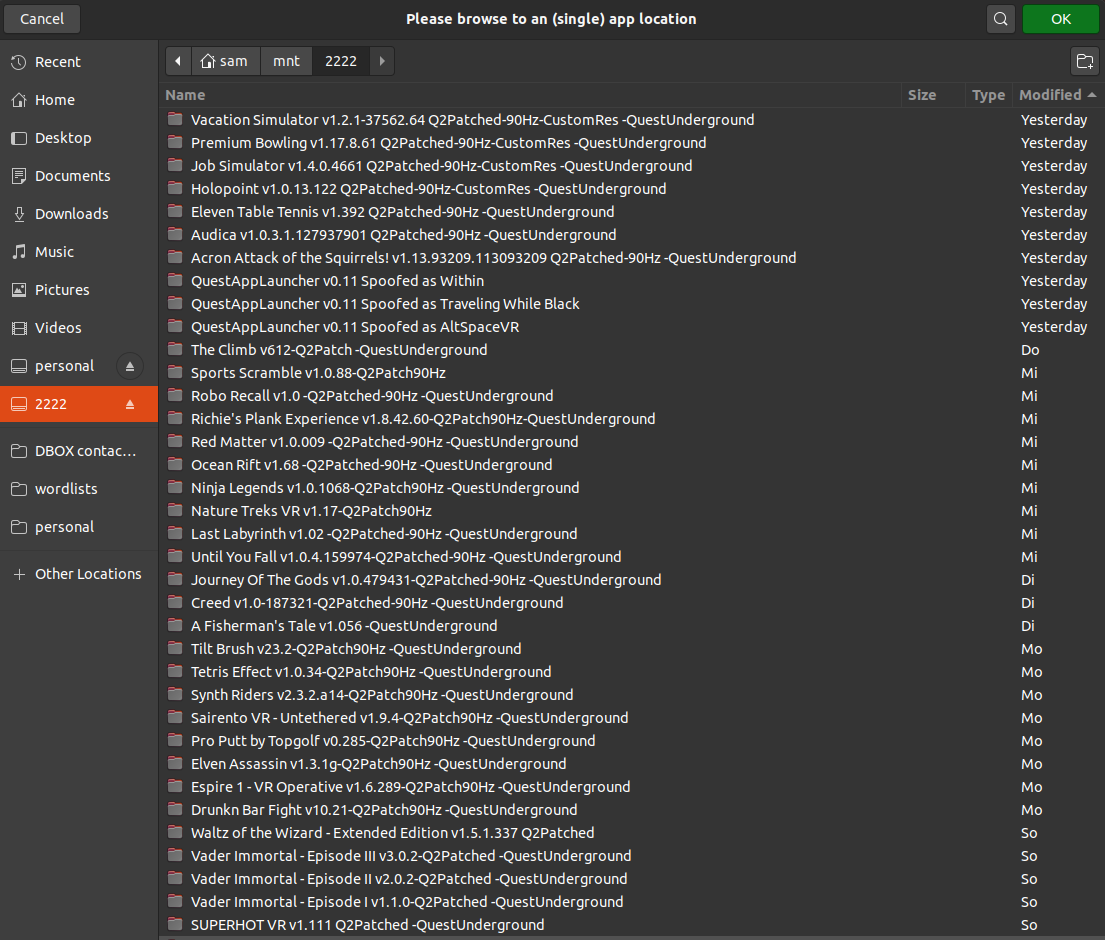 Cancel Please browse to an (single) app location OK
Recent
Home
Desktop
Documents
Downloads
Music
Pictures
Videos
personal
2222
DBOX contac...
wordlists
personal
Other Locations
sam mnt 2222
Name Size Type Modified
Vacation Simulator v1.2.1-37562.64 Q2Patched-90Hz-CustomRes -QuestUnderground Yesterday
Premium Bowling v1.17.8.61 Q2Patched-90Hz-CustomRes -QuestUnderground Yesterday
Job Simulator v1.4.0.4661 Q2Patched-90Hz-CustomRes -QuestUnderground Yesterday
Holopoint v1.0.13.122 Q2Patched-90Hz-CustomRes -QuestUnderground Yesterday
Eleven Table Tennis v1.392 Q2Patched-90Hz -QuestUnderground Yesterday
Audica v1.0.3.1.127937901 Q2Patched-90Hz -QuestUnderground Yesterday
Acron Attack of the Squirrels! v1.13.93209.113093209 Q2Patched-90Hz -QuestUnderground Yesterday
QuestAppLauncher v0.11 Spoofed as Within Yesterday
QuestAppLauncher v0.11 Spoofed as Traveling While Black Yesterday
QuestAppLauncher v0.11 Spoofed as AltSpaceVR Yesterday
The Climb v612-Q2Patch -QuestUnderground Do
Sports Scramble v1.0.88-Q2Patch90Hz Mi
Robo Recall v1.0 -Q2Patched-90Hz -QuestUnderground Mi
Richie's Plank Experience v1.8.42.60-Q2Patch90Hz-QuestUnderground Mi
Red Matter v1.0.009 -Q2Patched-90Hz -QuestUnderground Mi
Ocean Rift v1.68 -Q2Patched-90Hz -QuestUnderground Mi
Ninja Legends v1.0.1068-Q2Patch90Hz -QuestUnderground Mi
Nature Treks VR v1.17-Q2Patch90Hz Mi
Last Labyrinth v1.02 -Q2Patched-90Hz -QuestUnderground Mi
Until You Fall v1.0.4.159974-Q2Patched-90Hz -QuestUnderground Mi
Journey Of The Gods v1.0.479431-Q2Patched-90Hz -QuestUnderground Di
Creed v1.0-187321-Q2Patched-90Hz -QuestUnderground Di
A Fisherman's Tale v1.056 -QuestUnderground Di
Tilt Brush v23.2-Q2Patched-90Hz -QuestUnderground Mo
Tetris Effect v1.0.34-Q2Patched-90Hz -QuestUnderground Mo
Synth Riders v2.3.2.a14-Q2Patch90Hz -QuestUnderground Mo
Sairento VR - Untethered v1.9.4-Q2Patch90Hz -QuestUnderground Mo
Pro Putt by Topgolf v0.285-Q2Patch90Hz -QuestUnderground Mo
Elven Assassin v1.3.1g-Q2Patch90Hz -QuestUnderground Mo
Espire 1 - VR Operative v1.6.289-Q2Patch90Hz -QuestUnderground Mo
Drunkn Bar Fight v10.21-Q2Patch90Hz -QuestUnderground Mo
Waltz of the Wizard - Extended Edition v1.5.1.337 Q2Patched So
Vader Immortal - Episode III v3.0.2-Q2Patched -QuestUnderground So
Vader Immortal - Episode II v2.0.2-Q2Patched -QuestUnderground So
Vader Immortal - Episode I v1.1.0-Q2Patched -QuestUnderground So
SUPERHOT VR v1.111 Q2Patched -QuestUnderground So